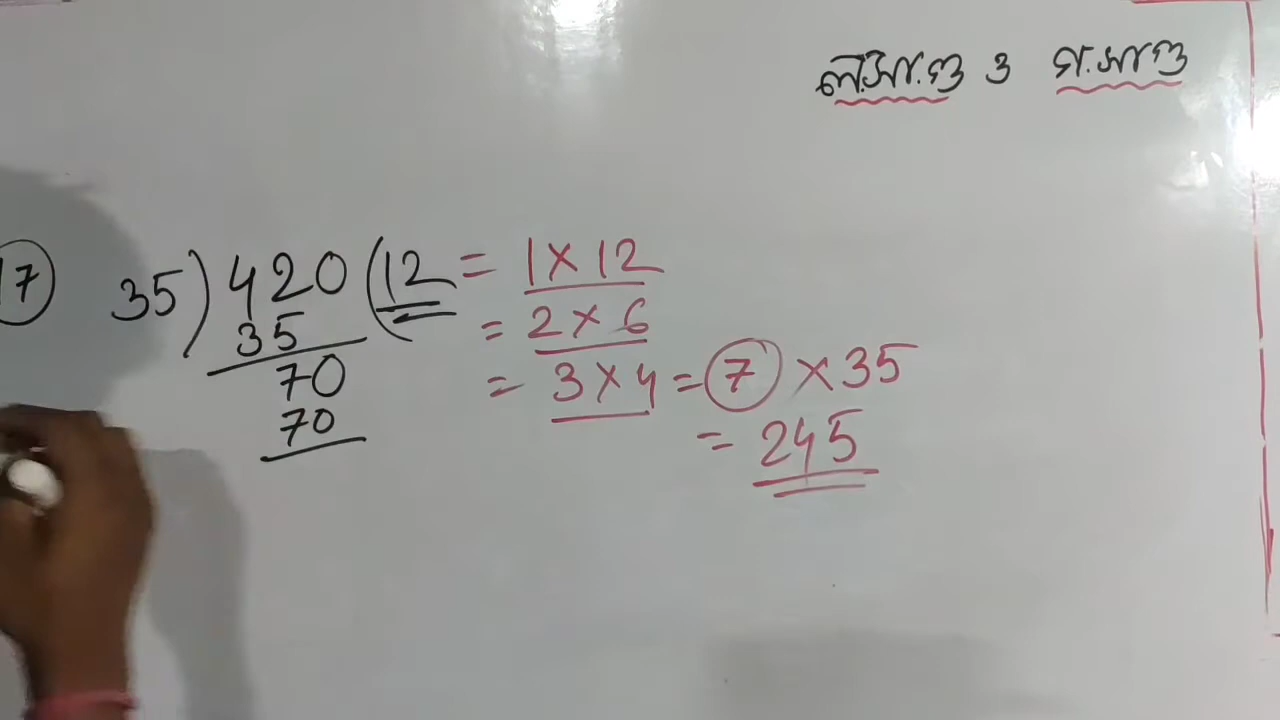 ল.সা.গু ও গ.সা.গু
17 35) 420 (12 = 1 × 12
35 = 2 × 6
70 = 3 × 4 = 7 × 35
70 = 245